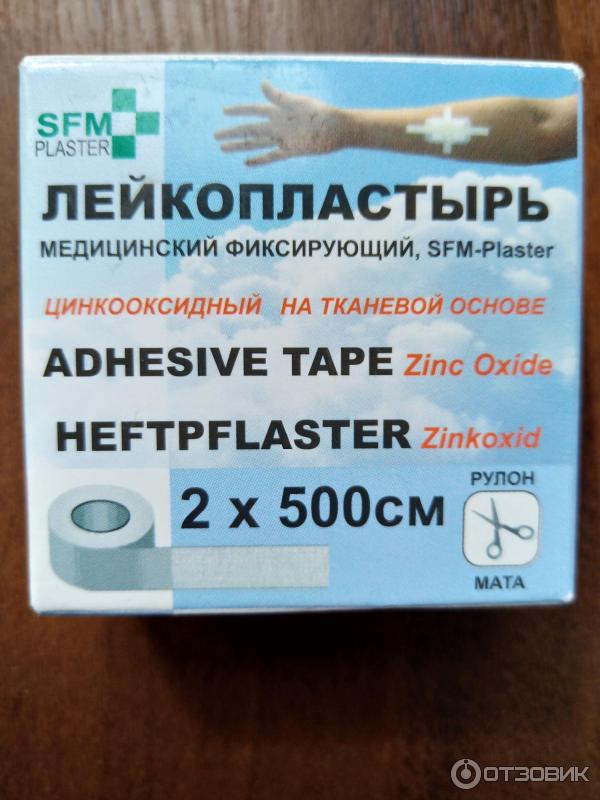 SFM
PLASTER
ЛЕЙКОПЛАСТЫРЬ
МЕДИЦИНСКИЙ ФИКСИРУЮЩИЙ, SFM-Plaster
ЦИНКООКСИДНЫЙ НА ТКАНЕВОЙ ОСНОВЕ
ADHESIVE TAPE Zinc Oxide
HEFTPFLASTER Zinkoxid
2 x 500см
РУЛОН
МАТА
ОТЗОВИК